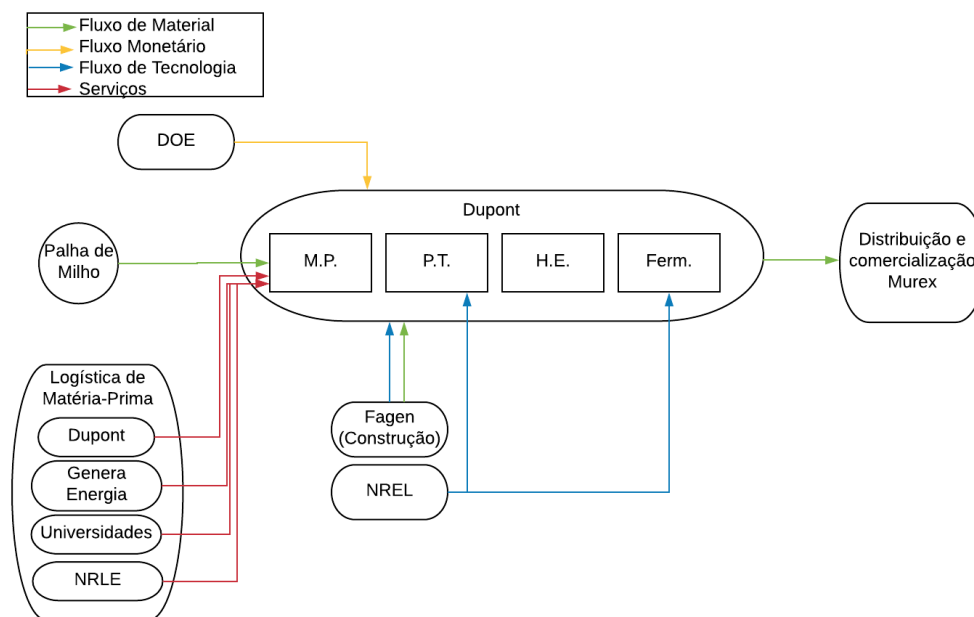 Fluxo de Material
Fluxo Monetário
Fluxo de Tecnologia
Serviços
DOE
Dupont
Palha de
Milho
M.P.
P.T.
H.E.
Ferm.
Distribuição e
comercialização
Murex
Logística de
Matéria-Prima
Dupont
Genera
Energia
Universidades
NRLE
Fagen
(Construção)
NREL